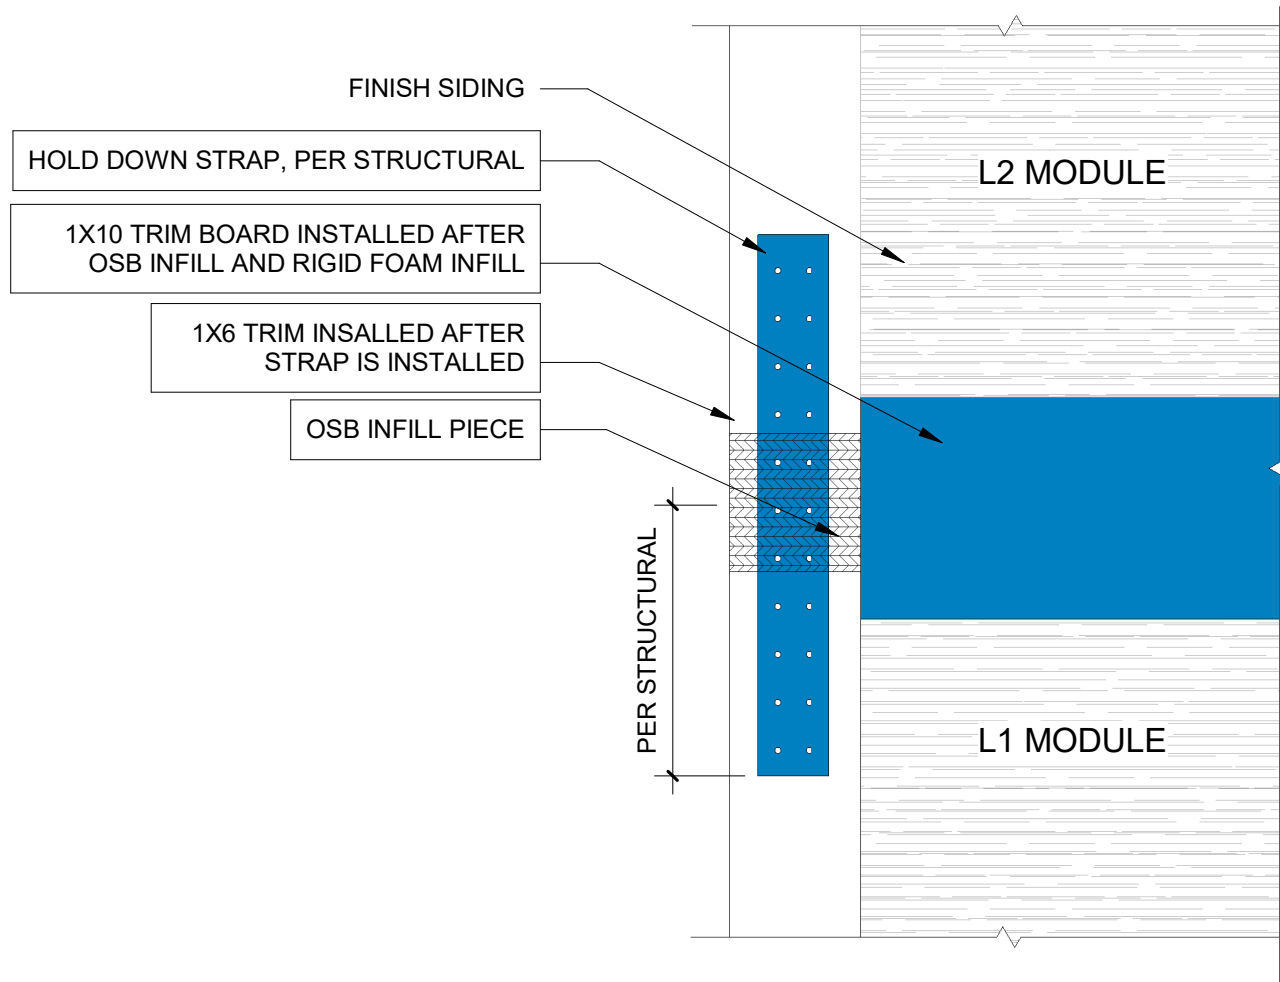 FINISH SIDING
HOLD DOWN STRAP, PER STRUCTURAL
1X10 TRIM BOARD INSTALLED AFTER
OSB INFILL AND RIGID FOAM INFILL
1X6 TRIM INSALLED AFTER
STRAP IS INSTALLED
OSB INFILL PIECE
PER STRUCTURAL
L2 MODULE
L1 MODULE